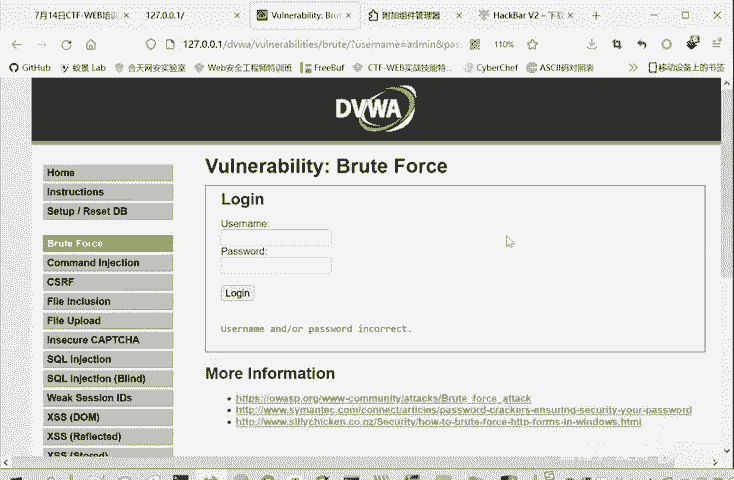 7月14日CTF-WEB培训
127.0.0.1/
Vulnerability: Bru
附加组件管理器
HackBar V2 – 下载
127.0.0.1/dvwa/vulnerabilities/brute/?username=admin&pas
110%
GitHub
蚁景 Lab
合天网安实验室
Web安全工程师特训班
FreeBuf
CTF-WEB实战技能特...
CyberChef
ASCII码对照表
移动设备上的书签
DVWA
Home
Instructions
Setup / Reset DB
Brute Force
Command Injection
CSRF
File Inclusion
File Upload
Insecure CAPTCHA
SQL Injection
SQL Injection (Blind)
Weak Session IDs
XSS (DOM)
XSS (Reflected)
XSS (Stored)
Vulnerability: Brute Force
Login
Username:
Password:
Login
Username and/or password incorrect.
More Information
https://owasp.org/www-community/attacks/Brute_force_attack
http://www.symantec.com/connect/articles/password-crackers-ensuring-security-your-password
http://www.sillychicken.co.nz/Security/how-to-brute-force-http-forms-in-windows.html